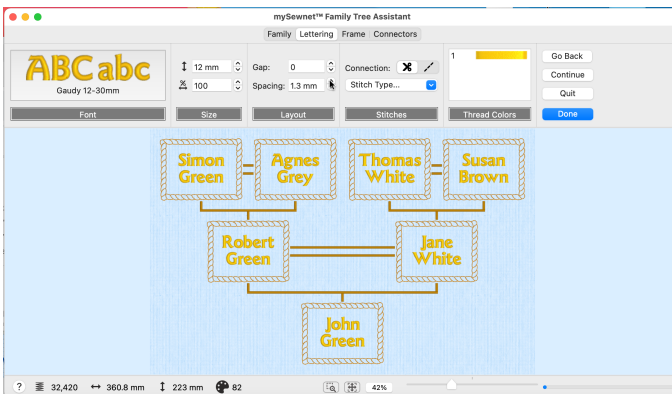 mySewnet™ Family Tree Assistant
Family Lettering Frame Connectors
ABC abc
Gaudy 12-30mm
Font
12 mm
% 100
Size
Gap: 0
Spacing: 1.3 mm
Layout
Connection:
Stitch Type...
Stitches
1
Thread Colors
Go Back
Continue
Quit
Done
Simon Agnes Thomas Susan
Green Grey White Brown
Robert Jane
Green White
John
Green
? 32,420 360.8 mm 223 mm 82 42%